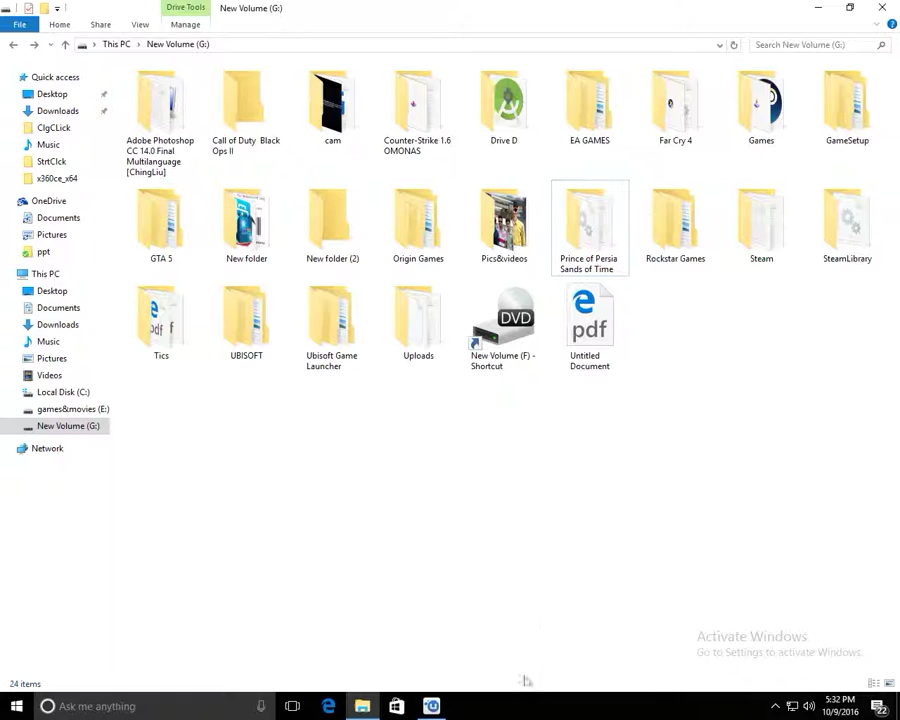 Drive Tools
New Volume (G:)
File
Home
Share
View
Manage
This PC
New Volume (G:)
Search New Volume (G:)
Quick access
Desktop
Downloads
ClgCLick
Music
StrtClck
x360ce_x64
OneDrive
Documents
Pictures
ppt
This PC
Desktop
Documents
Downloads
Music
Pictures
Videos
Local Disk (C:)
games&movies (E:)
New Volume (G:)
Network
Adobe Photoshop
CC 14.0 Final
Multilanguage
[ChingLiu]
Call of Duty Black
Ops II
cam
Counter-Strike 1.6
OMONAS
Drive D
EA GAMES
Far Cry 4
Games
GameSetup
GTA 5
New folder
New folder (2)
Origin Games
Pics&videos
Prince of Persia
Sands of Time
Rockstar Games
Steam
SteamLibrary
Tics
UBISOFT
Ubisoft Game
Launcher
Uploads
DVD
New Volume (F) -
Shortcut
pdf
Untitled
Document
Activate Windows
Go to Settings to activate Windows.
24 items
Ask me anything
5:32 PM
10/9/2016
22